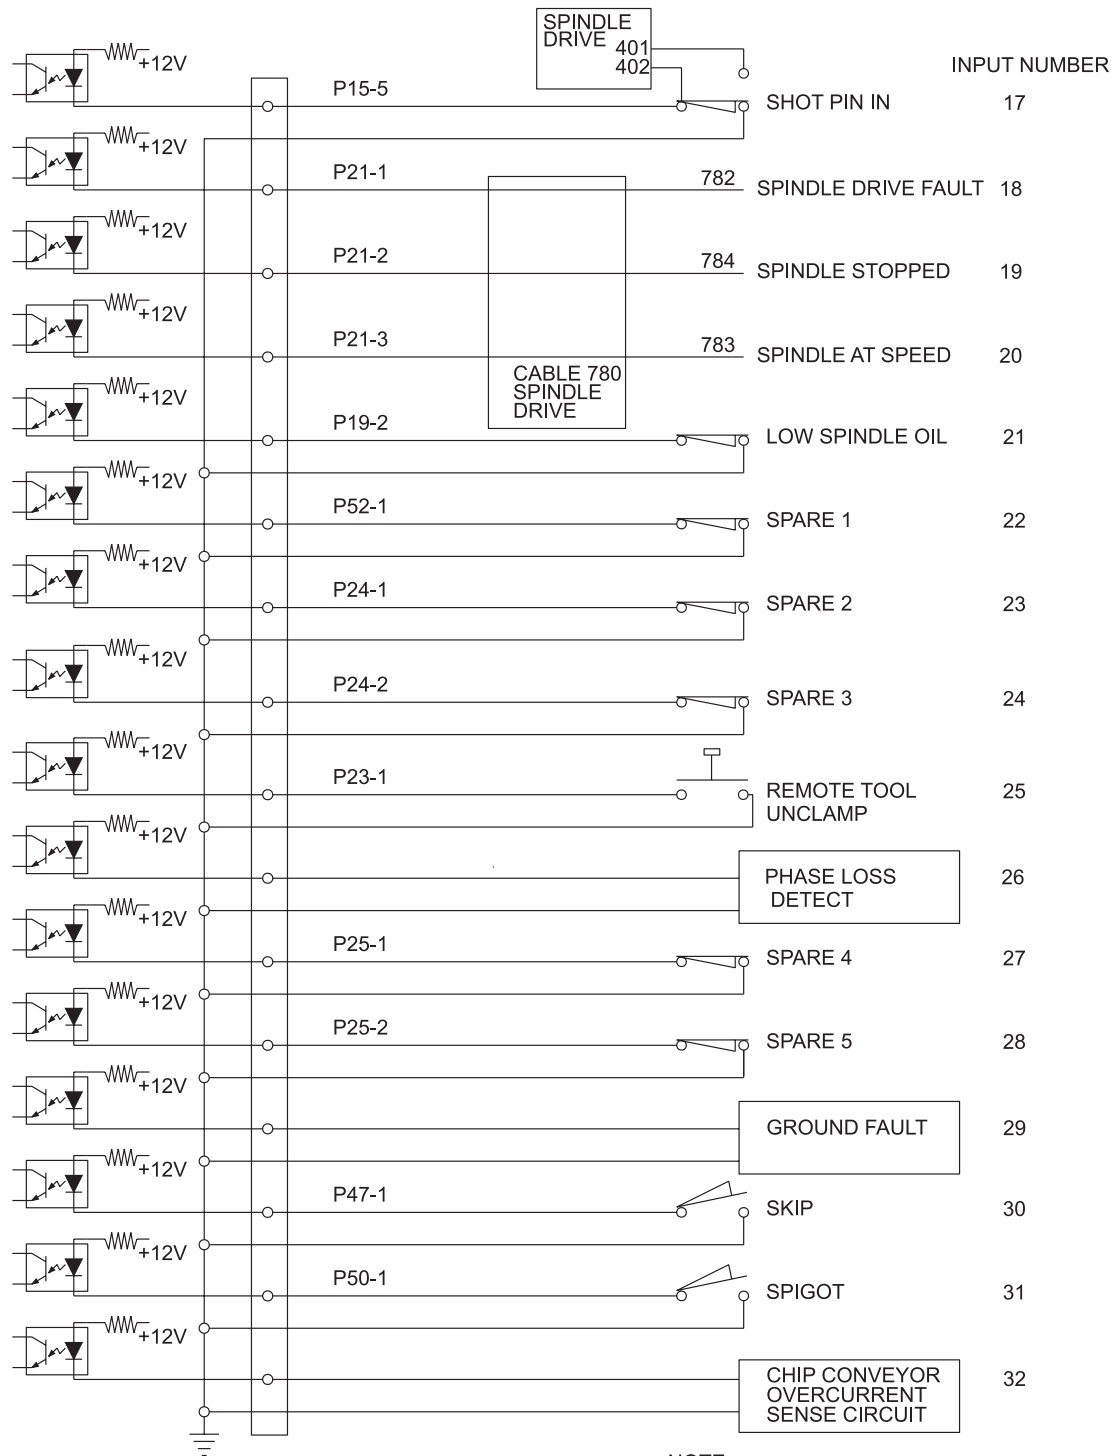 SPINDLE
DRIVE 401
402
INPUT NUMBER
+12V
P15-5 SHOT PIN IN 17
+12V
P21-1 782 SPINDLE DRIVE FAULT 18
+12V
P21-2 784 SPINDLE STOPPED 19
+12V
P21-3 783 SPINDLE AT SPEED 20
CABLE 780
SPINDLE
DRIVE
+12V
P19-2 LOW SPINDLE OIL 21
+12V
P52-1 SPARE 1 22
+12V
P24-1 SPARE 2 23
+12V
P24-2 SPARE 3 24
+12V
P23-1 REMOTE TOOL 25
UNCLAMP
+12V
PHASE LOSS 26
DETECT
+12V
P25-1 SPARE 4 27
+12V
P25-2 SPARE 5 28
+12V
GROUND FAULT 29
+12V
P47-1 SKIP 30
+12V
P50-1 SPIGOT 31
+12V
CHIP CONVEYOR 32
OVERCURRENT
SENSE CIRCUIT